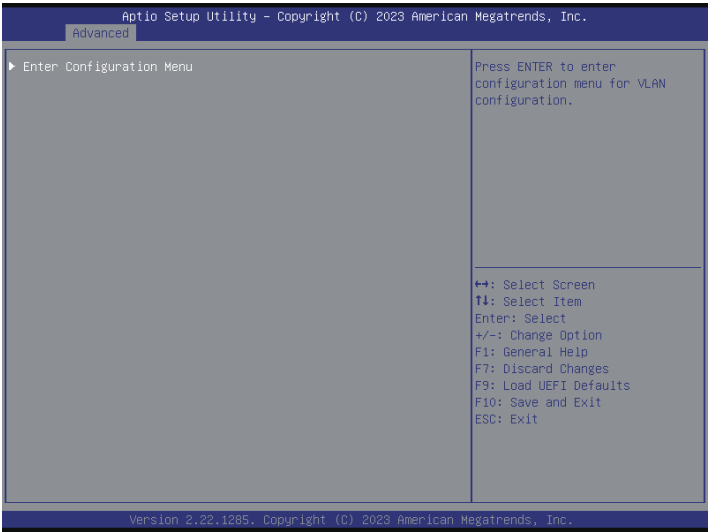 Aptio Setup Utility – Copyright (C) 2023 American Megatrends, Inc.
Advanced
▶ Enter Configuration Menu
Press ENTER to enter
configuration menu for VLAN
configuration.
↔: Select Screen
↑↓: Select Item
Enter: Select
+/-: Change Option
F1: General Help
F7: Discard Changes
F9: Load UEFI Defaults
F10: Save and Exit
ESC: Exit
Version 2.22.1285. Copyright (C) 2023 American Megatrends, Inc.